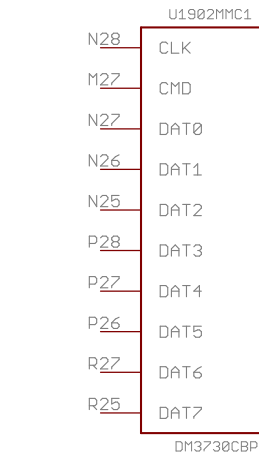 U1902MMC1
N28 CLK
M27 CMD
N27 DAT0
N26 DAT1
N25 DAT2
P28 DAT3
P27 DAT4
P26 DAT5
R27 DAT6
R25 DAT7
DM3730CBP